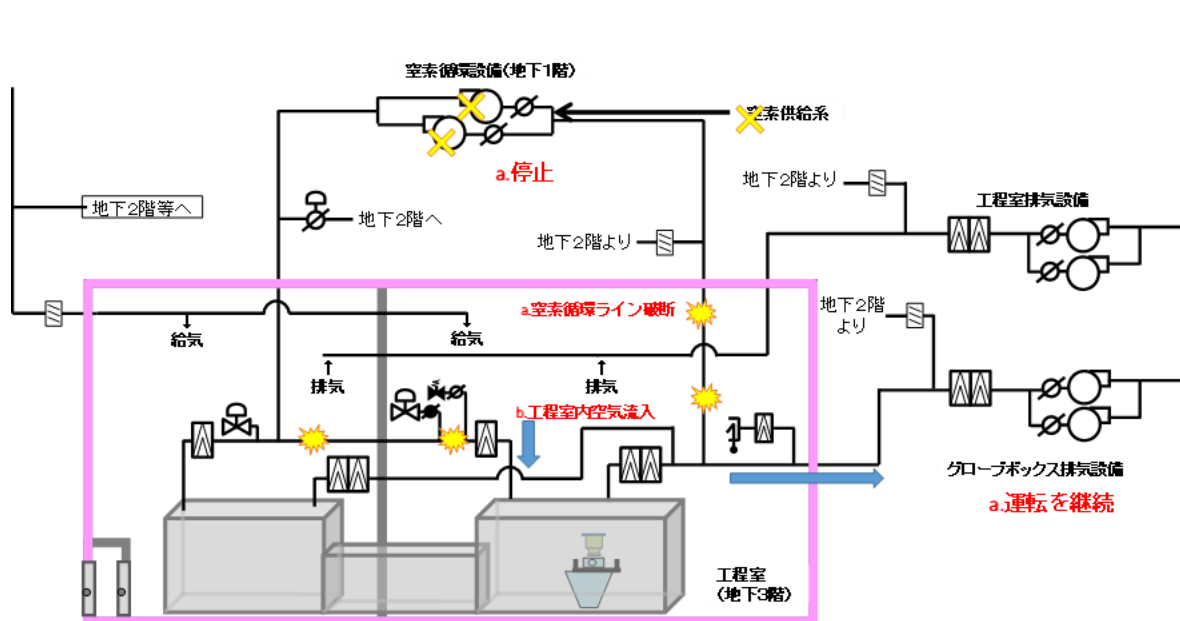 窒素循環設備(地下1階)
窒素供給系
a.停止
地下2階より
工程室排気設備
地下2階等へ
地下2階へ
地下2階より
a.窒素循環ライン破断
地下2階
より
給気
給気
排気
排気
b.工程室内空気流入
グローブボックス排気設備
a.運転を継続
工程室
(地下3階)